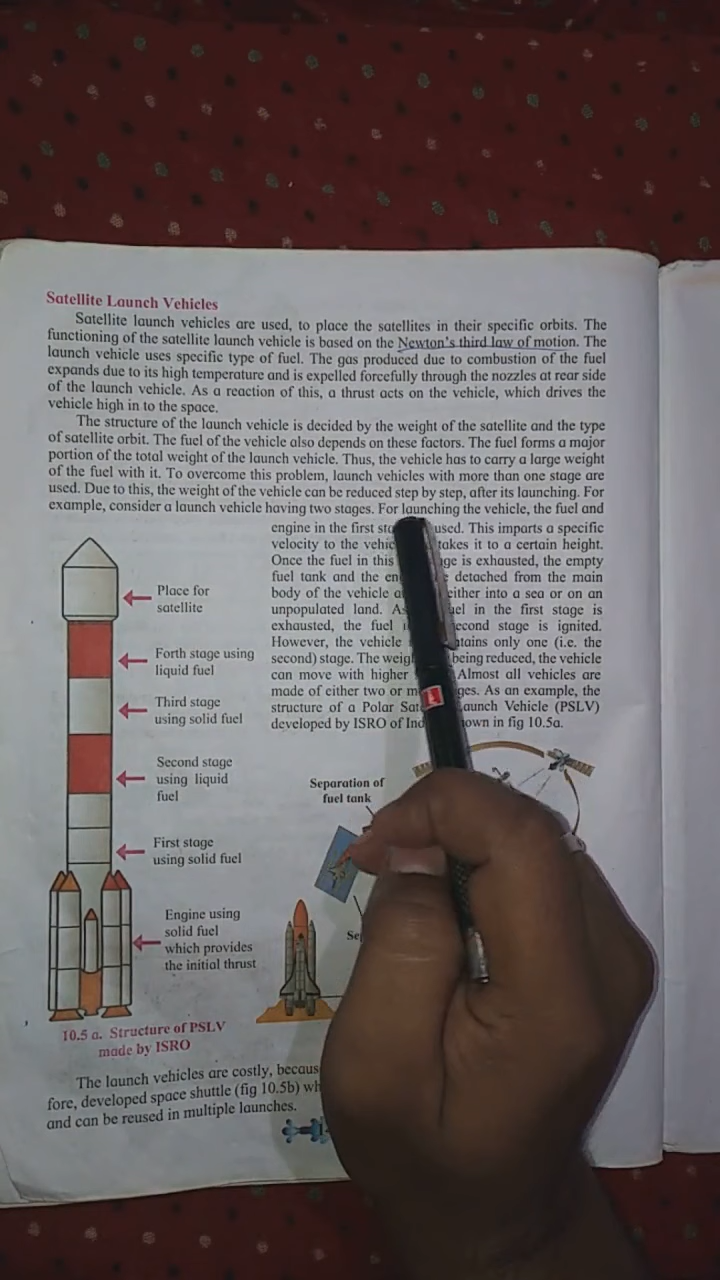 Satellite Launch Vehicles
Satellite launch vehicles are used, to place the satellites in their specific orbits. The
functioning of the satellite launch vehicle is based on the Newton's third law of motion. The
launch vehicle uses specific type of fuel. The gas produced due to combustion of the fuel
expands due to its high temperature and is expelled forcefully through the nozzles at rear side
of the launch vehicle. As a reaction of this, a thrust acts on the vehicle, which drives the
vehicle high in to the space.
The structure of the launch vehicle is decided by the weight of the satellite and the type
of satellite orbit. The fuel of the vehicle also depends on these factors. The fuel forms a major
portion of the total weight of the launch vehicle. Thus, the vehicle has to carry a large weight
of the fuel with it. To overcome this problem, launch vehicles with more than one stage are
used. Due to this, the weight of the vehicle can be reduced step by step, after its launching. For
example, consider a launch vehicle having two stages. For launching the vehicle, the fuel and
engine in the first used. This imparts a specific
velocity to the takes it to a certain height.
Once the fuel in this is exhausted, the empty
fuel tank and the detached from the main
body of the vehicle either into a sea or on an
unpopulated land. in the first stage is
exhausted, the fuel second stage is ignited.
However, the vehicle only one (i.e. the
second) stage. The being reduced, the vehicle
can move with higher Almost all vehicles are
made of either two or As an example, the
structure of a Polar Vehicle (PSLV)
developed by ISRO of in fig 10.5a.
Place for
satellite
Forth stage using
liquid fuel
Third stage
using solid fuel
Second stage
using liquid
fuel
First stage
using solid fuel
Engine using
solid fuel
which provides
the initial thrust
10.5 a. Structure of PSLV
made by ISRO
Separation of
fuel tank
The launch vehicles are costly,
fore, developed space shuttle (fig 10.5b)
and can be reused in multiple launches.